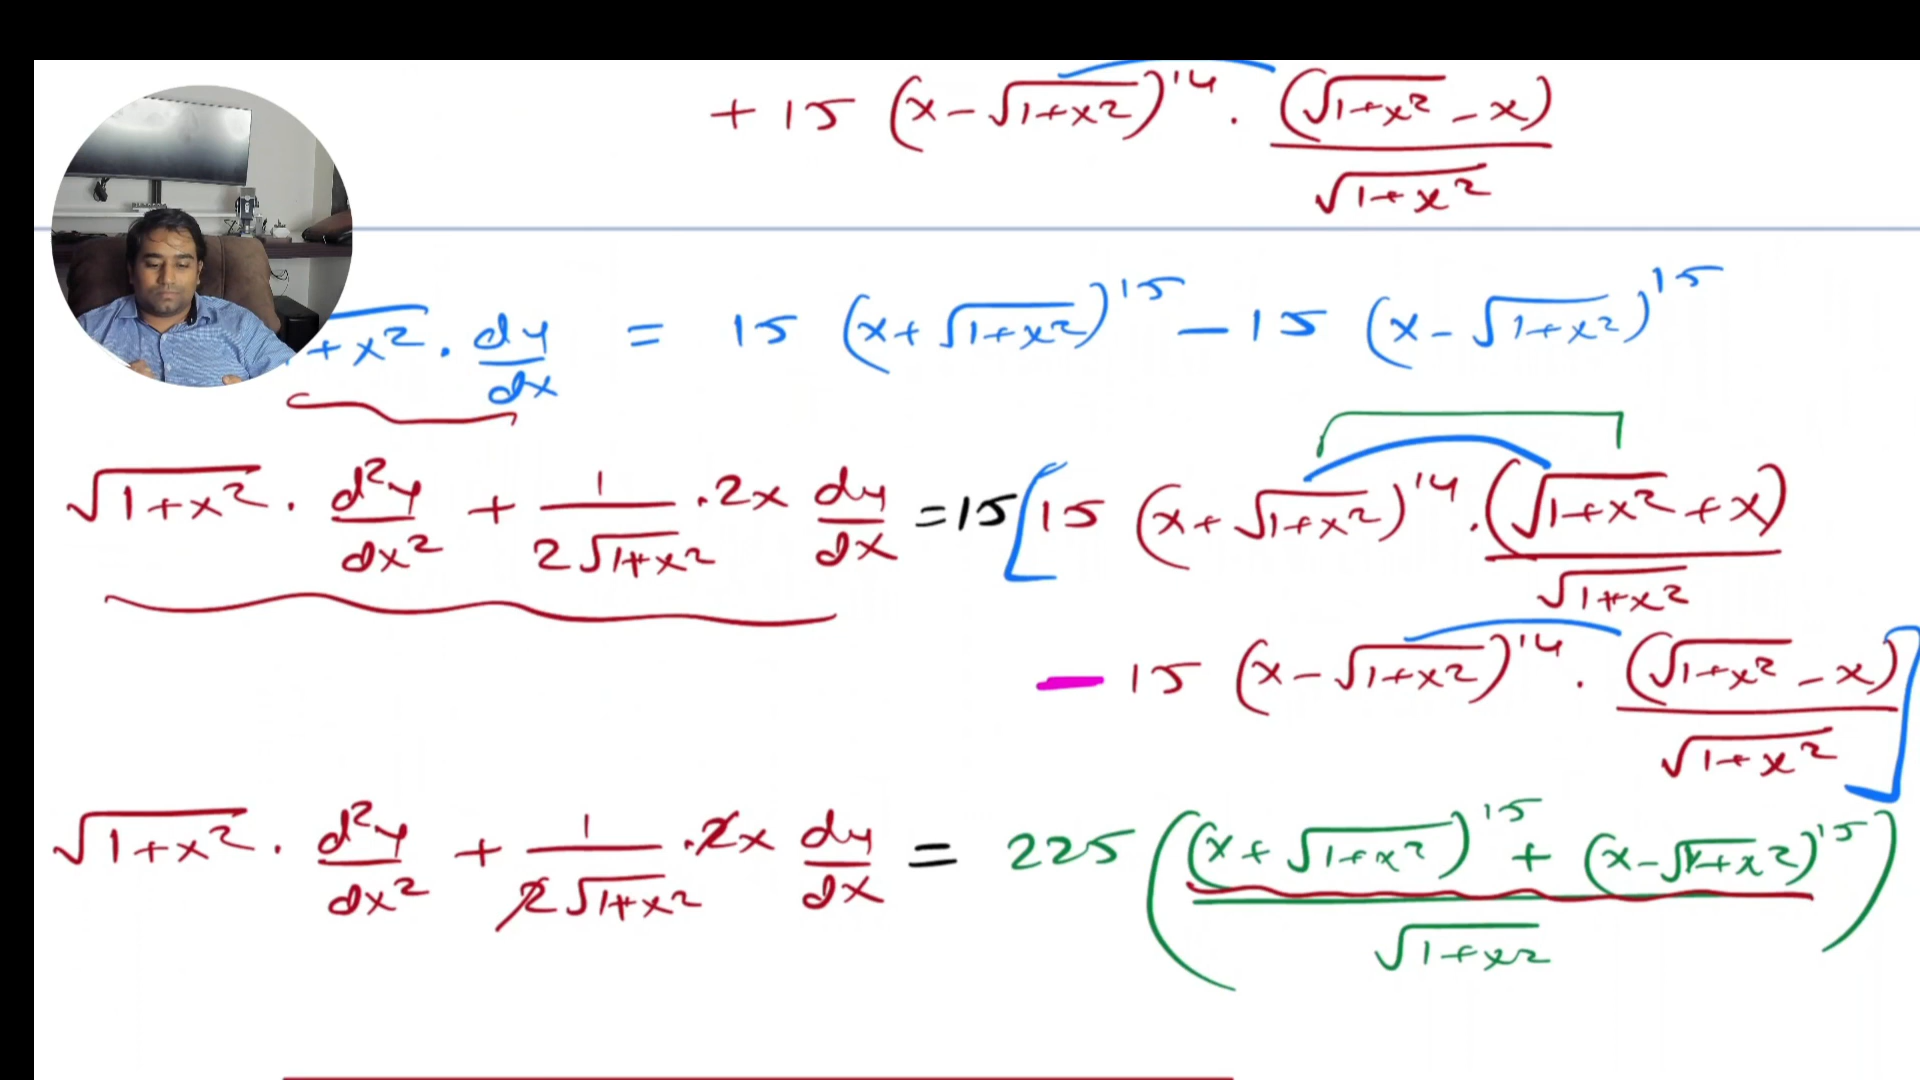 + 15 (x-√(1+x²))¹⁴ . (√(1+x²) - x)/√(1+x²)
+x² . dy/dx = 15 (x+√(1+x²))¹⁵ - 15 (x-√(1+x²))¹⁵
√(1+x²) . d²y/dx² + 1/(2√(1+x²)) .2x dy/dx = 15[15 (x+√(1+x²))¹⁴ . (√(1+x²) + x)/√(1+x²)
- 15 (x-√(1+x²))¹⁴ . (√(1+x²) - x)/√(1+x²)]
√(1+x²) . d²y/dx² + 1/(2√(1+x²)) .2x dy/dx = 225 (((x+√(1+x²))¹⁵ + (x-√(1+x²))¹⁵)/√(1+x²))